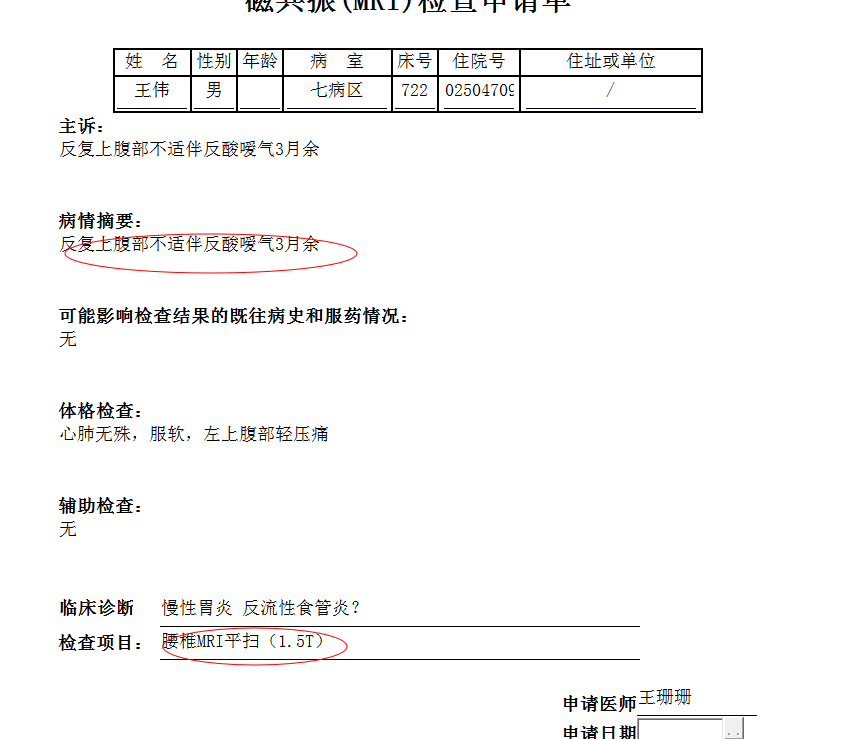 磁共振(MRI)检查申请单
姓 名 性别 年龄 病 室 床号 住院号 住址或单位
王伟 男 七病区 722 02504709 /
主诉：
反复上腹部不适伴反酸嗳气3月余
病情摘要：
反复上腹部不适伴反酸嗳气3月余
可能影响检查结果的既往病史和服药情况：
无
体格检查：
心肺无殊，服软，左上腹部轻压痛
辅助检查：
无
临床诊断 慢性胃炎 反流性食管炎？
检查项目： 腰椎MRI平扫（1.5T）
申请医师 王珊珊
申请日期 ..